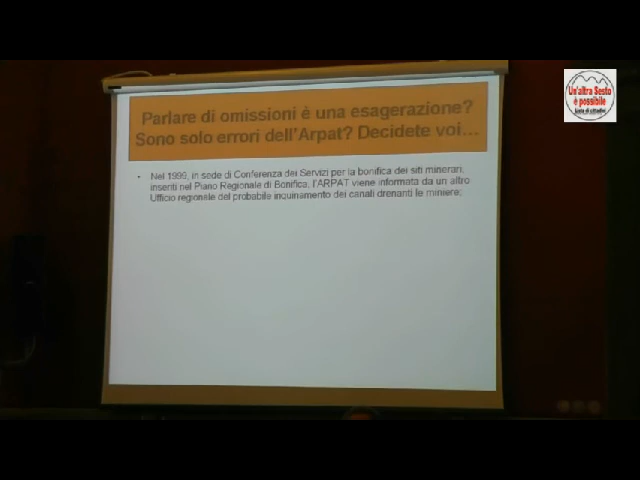 Un'altra Sesto
è possibile
Lista di cittadini
Parlare di omissioni è una esagerazione?
Sono solo errori dell'Arpat? Decidete voi...
• Nel 1999, in sede di Conferenza dei Servizi per la bonifica dei siti minerari,
inseriti nel Piano Regionale di Bonifica, l'ARPAT viene informata da un altro
Ufficio regionale del probabile inquinamento dei canali drenanti le miniere;